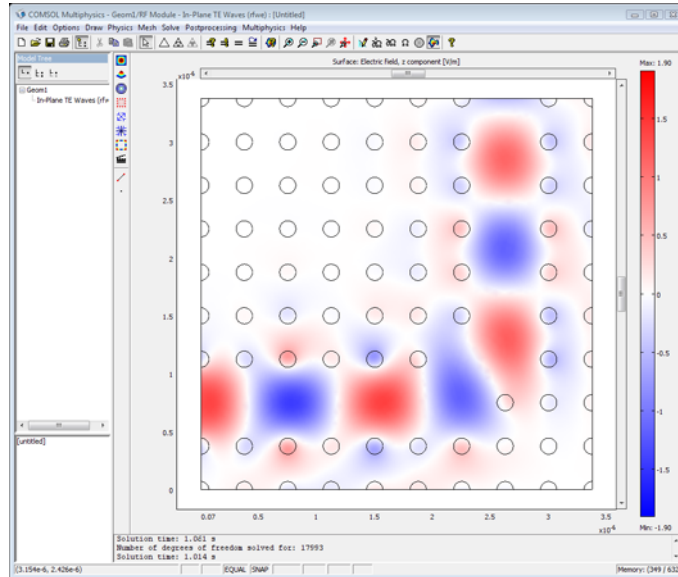 COMSOL Multiphysics - Geom1/RF Module - In-Plane TE Waves (rfwe) : [Untitled]
File Edit Options Draw Physics Mesh Solve Postprocessing Multiphysics Help
Model Tree
Geom1
In-Plane TE Waves (rfw
[untitled]
Surface: Electric field, z component [V/m]
Max: 1.90
×10⁻⁶
3.5
3
2.5
2
1.5
1
0.5
0
0.07 0.5 1 1.5 2 2.5 3 3.5
×10⁻⁶
1.5
1
0.5
0
-0.5
-1
-1.5
Min: -1.90
Solution time: 1.061 s
Number of degrees of freedom solved for: 17993
Solution time: 1.014 s
(3.154e-6, 2.426e-6) EQUAL SNAP Memory: (349 / 632